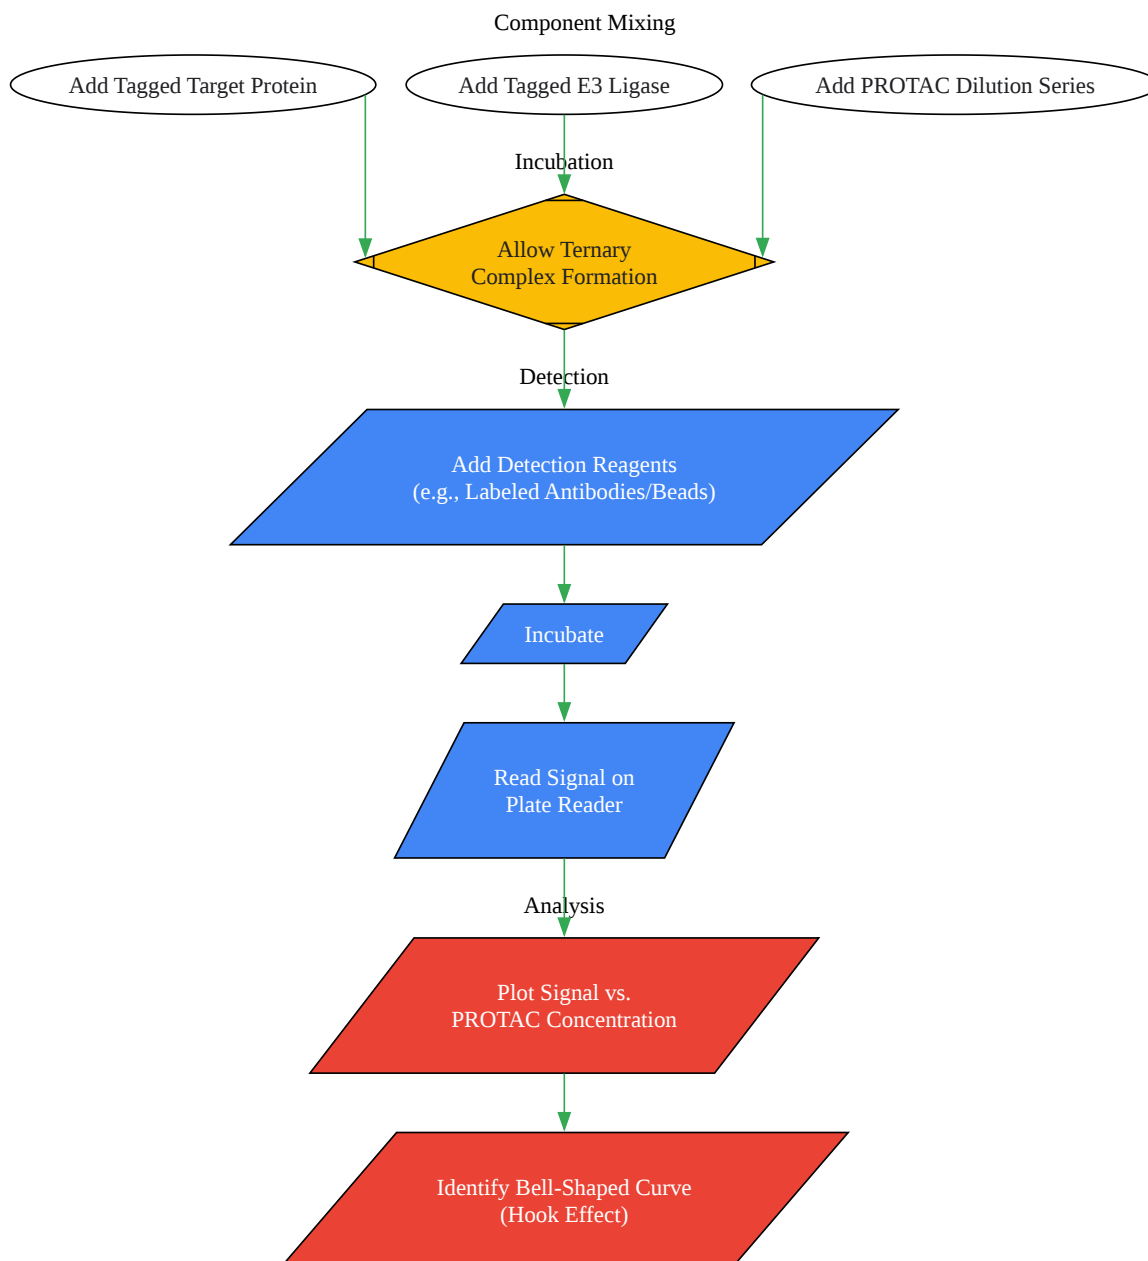 Component Mixing
Add Tagged Target Protein
Add Tagged E3 Ligase
Add PROTAC Dilution Series
Incubation
Allow Ternary
Complex Formation
Detection
Add Detection Reagents
(e.g., Labeled Antibodies/Beads)
Incubate
Read Signal on
Plate Reader
Analysis
Plot Signal vs.
PROTAC Concentration
Identify Bell-Shaped Curve
(Hook Effect)